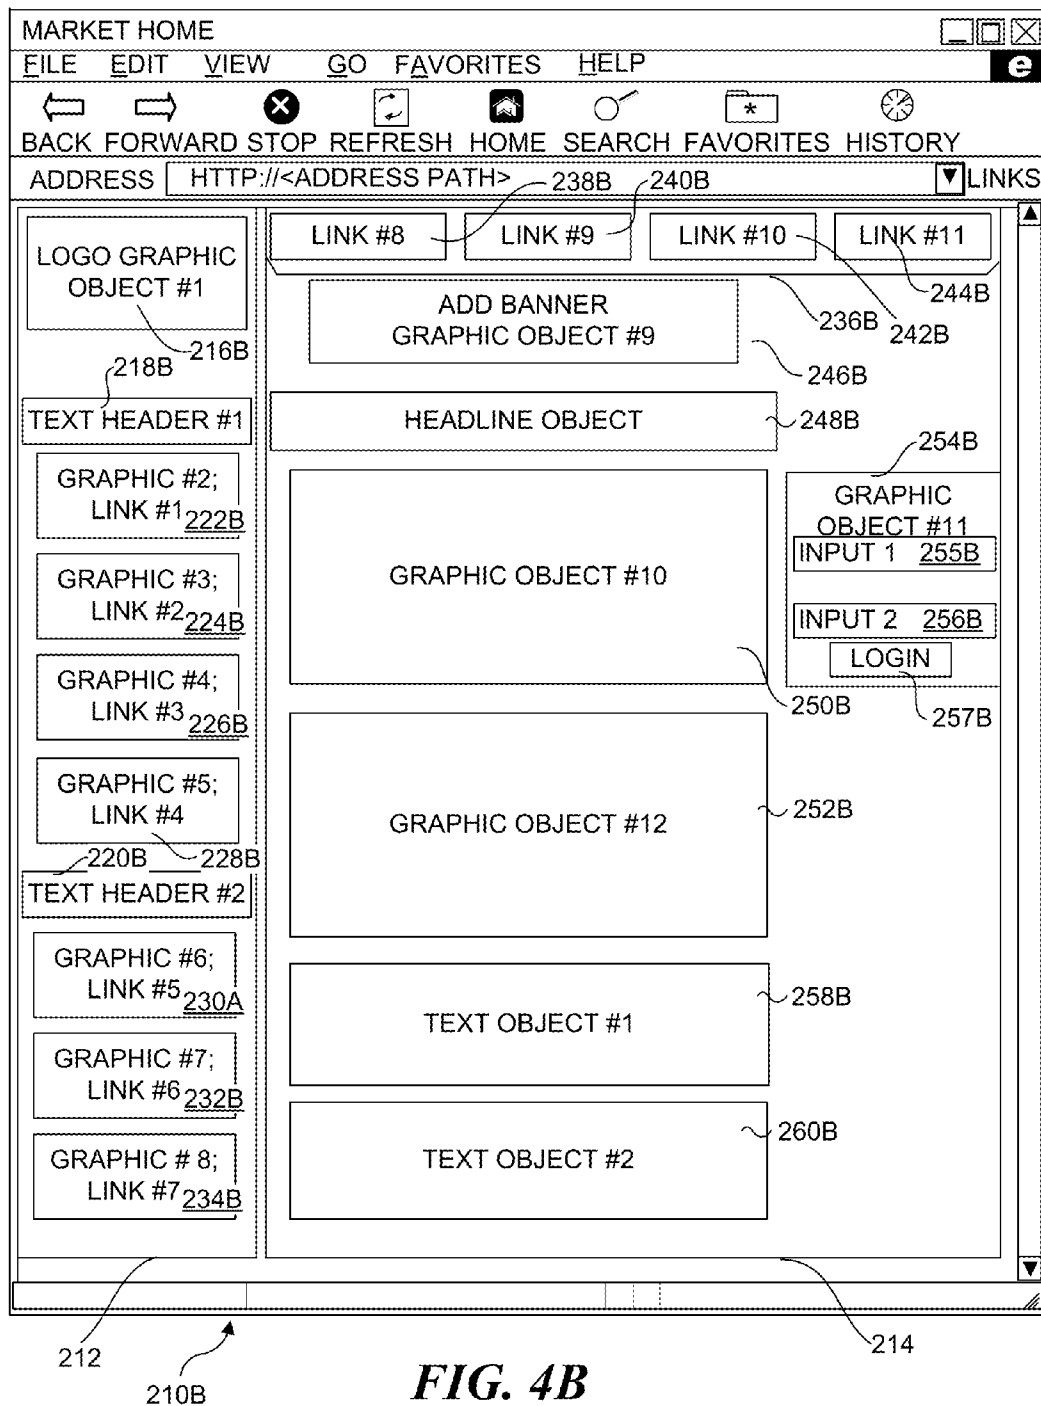 MARKET HOME
FILE EDIT VIEW GO FAVORITES HELP
e
BACK FORWARD STOP REFRESH HOME SEARCH FAVORITES HISTORY
ADDRESS HTTP://<ADDRESS PATH> LINKS
238B 240B
LOGO GRAPHIC
OBJECT #1
216B
218B
TEXT HEADER #1
GRAPHIC #2;
LINK #1 222B
GRAPHIC #3;
LINK #2 224B
GRAPHIC #4;
LINK #3 226B
GRAPHIC #5;
LINK #4
220B 228B
TEXT HEADER #2
GRAPHIC #6;
LINK #5 230A
GRAPHIC #7;
LINK #6 232B
GRAPHIC # 8;
LINK #7 234B
LINK #8 LINK #9 LINK #10 LINK #11
244B
236B
242B
ADD BANNER
GRAPHIC OBJECT #9
246B
HEADLINE OBJECT
248B
254B
GRAPHIC
OBJECT #11
INPUT 1 255B
INPUT 2 256B
LOGIN
257B
GRAPHIC OBJECT #10
250B
GRAPHIC OBJECT #12
252B
TEXT OBJECT #1
258B
TEXT OBJECT #2
260B
212
214
210B
FIG. 4B